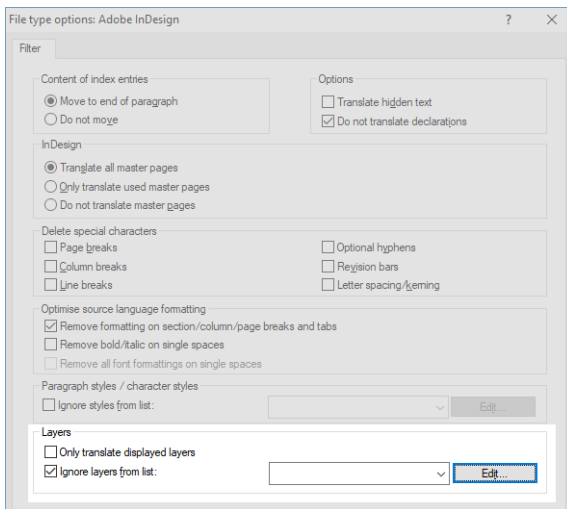 File type options: Adobe InDesign ?
Filter
Content of index entries
Move to end of paragraph
Do not move
Options
Translate hidden text
Do not translate declarations
InDesign
Translate all master pages
Only translate used master pages
Do not translate master pages
Delete special characters
Page breaks
Column breaks
Line breaks
Optional hyphens
Revision bars
Letter spacing/kerning
Optimise source language formatting
Remove formatting on section/column/page breaks and tabs
Remove bold/italic on single spaces
Remove all font formattings on single spaces
Paragraph styles / character styles
Ignore styles from list: Edit...
Layers
Only translate displayed layers
Ignore layers from list: Edit...